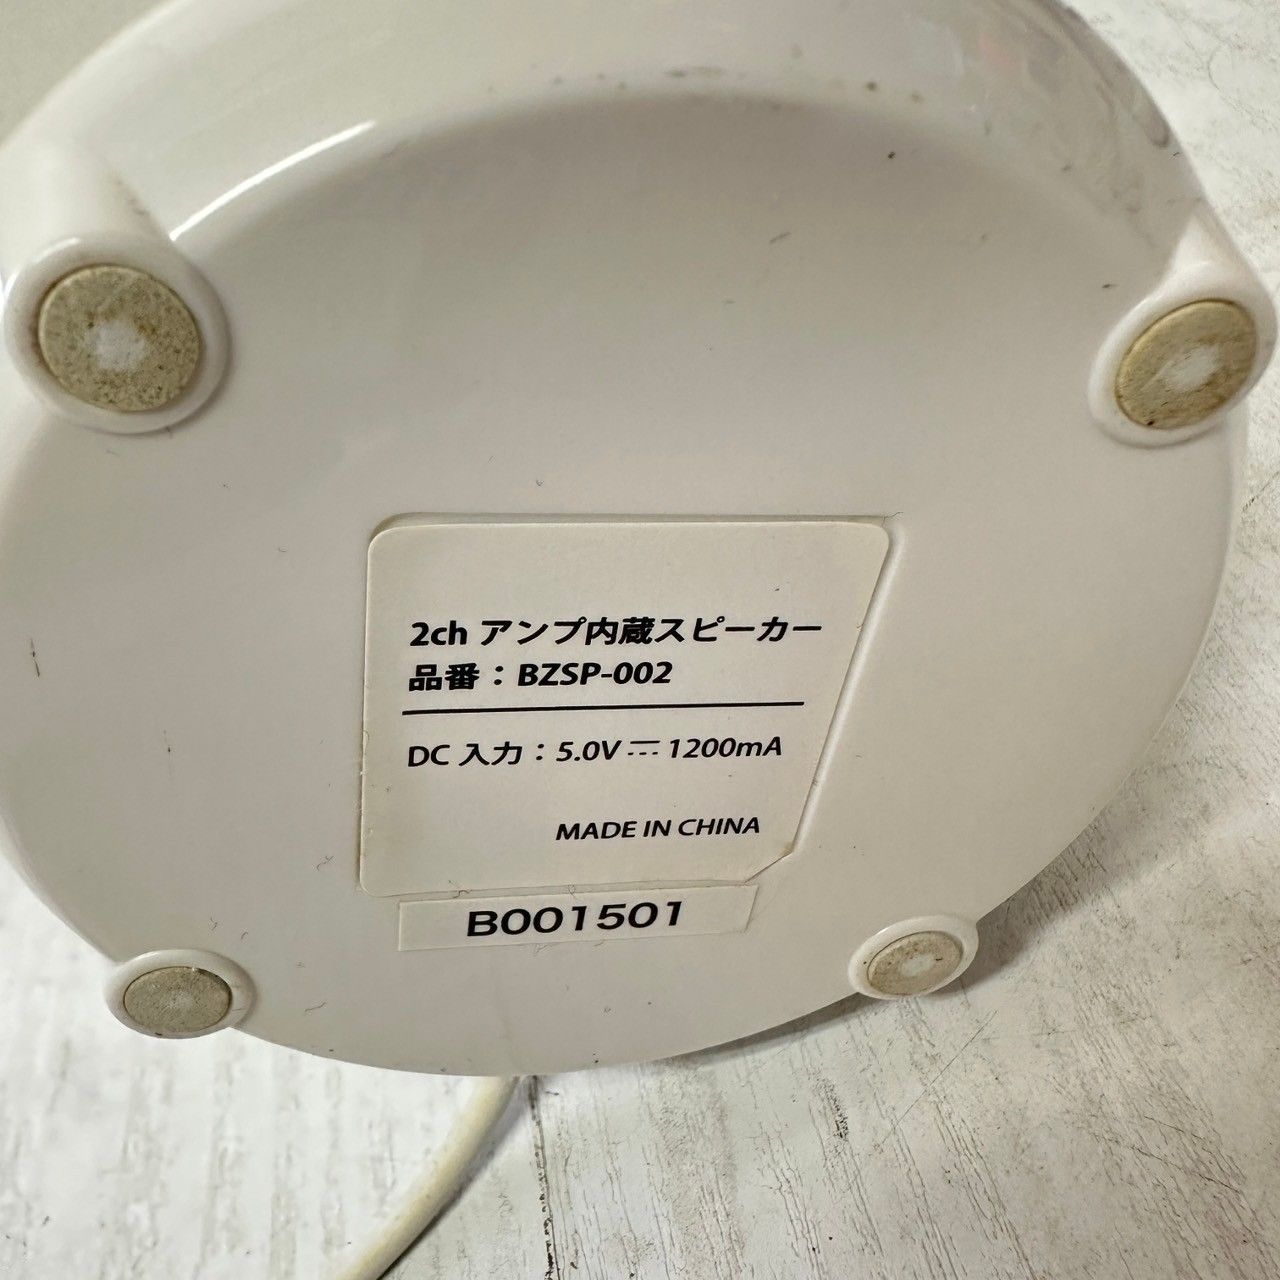 2ch アンプ内蔵スピーカー
品番：BZSP-002
DC 入力：5.0V⎓1200mA
MADE IN CHINA
B001501